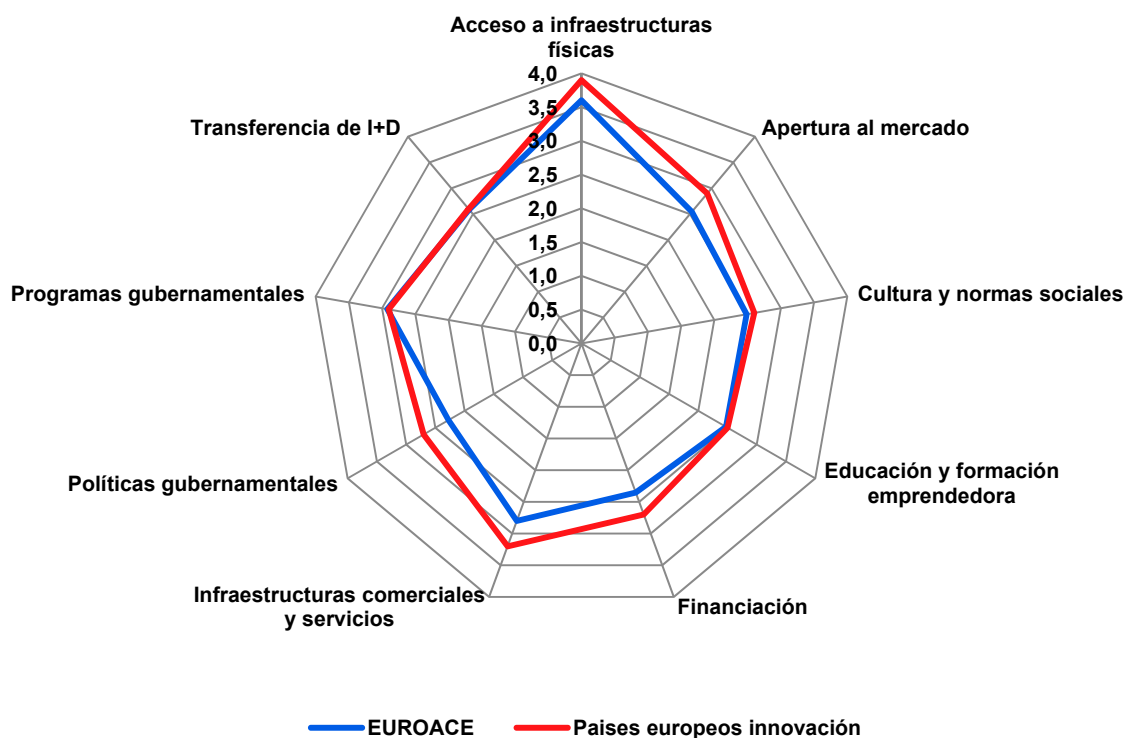 Acceso a infraestructuras
físicas
4,0
3,5
3,0
2,5
2,0
1,5
1,0
0,5
0,0
Apertura al mercado
Cultura y normas sociales
Educación y formación
emprendedora
Financiación
Infraestructuras comerciales
y servicios
Políticas gubernamentales
Programas gubernamentales
Transferencia de I+D
EUROACE
Paises europeos innovación